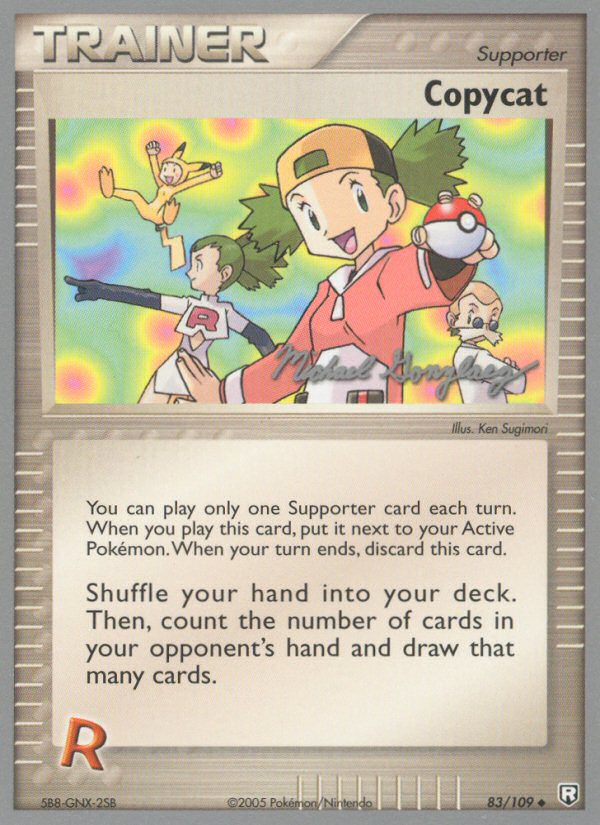 TRAINER
Supporter
Copycat
R
Michael Gonzalez
Illus. Ken Sugimori
You can play only one Supporter card each turn.
When you play this card, put it next to your Active
Pokémon. When your turn ends, discard this card.
Shuffle your hand into your deck.
Then, count the number of cards in
your opponent's hand and draw that
many cards.
R
5B8-GNX-2SB
©2005 Pokémon/Nintendo
83/109
R